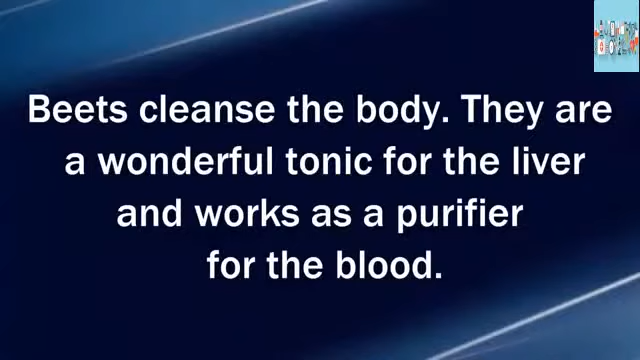 Beets cleanse the body. They are
a wonderful tonic for the liver
and works as a purifier
for the blood.